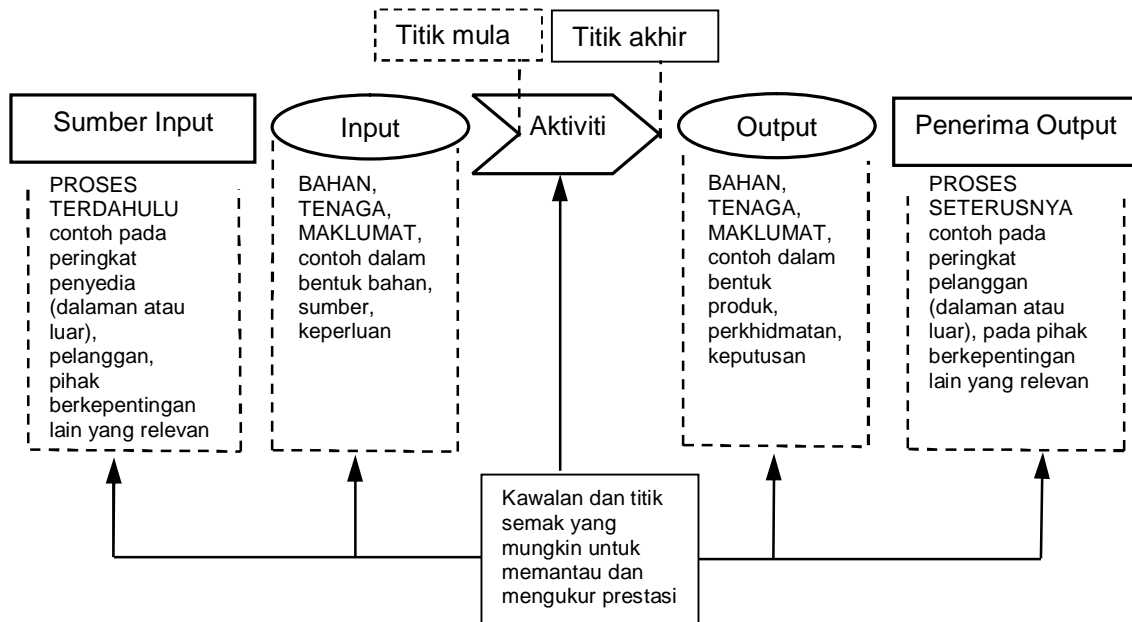 Titik mula
Titik akhir
Sumber Input
Input
Aktiviti
Output
Penerima Output
PROSES
TERDAHULU
contoh pada
peringkat
penyedia
(dalaman atau
luar),
pelanggan,
pihak
berkepentingan
lain yang relevan
BAHAN,
TENAGA,
MAKLUMAT,
contoh dalam
bentuk bahan,
sumber,
keperluan
BAHAN,
TENAGA,
MAKLUMAT,
contoh dalam
bentuk
produk,
perkhidmatan,
keputusan
PROSES
SETERUSNYA
contoh pada
peringkat
pelanggan
(dalaman atau
luar), pada pihak
berkepentingan
lain yang relevan
Kawalan dan titik
semak yang
mungkin untuk
memantau dan
mengukur prestasi